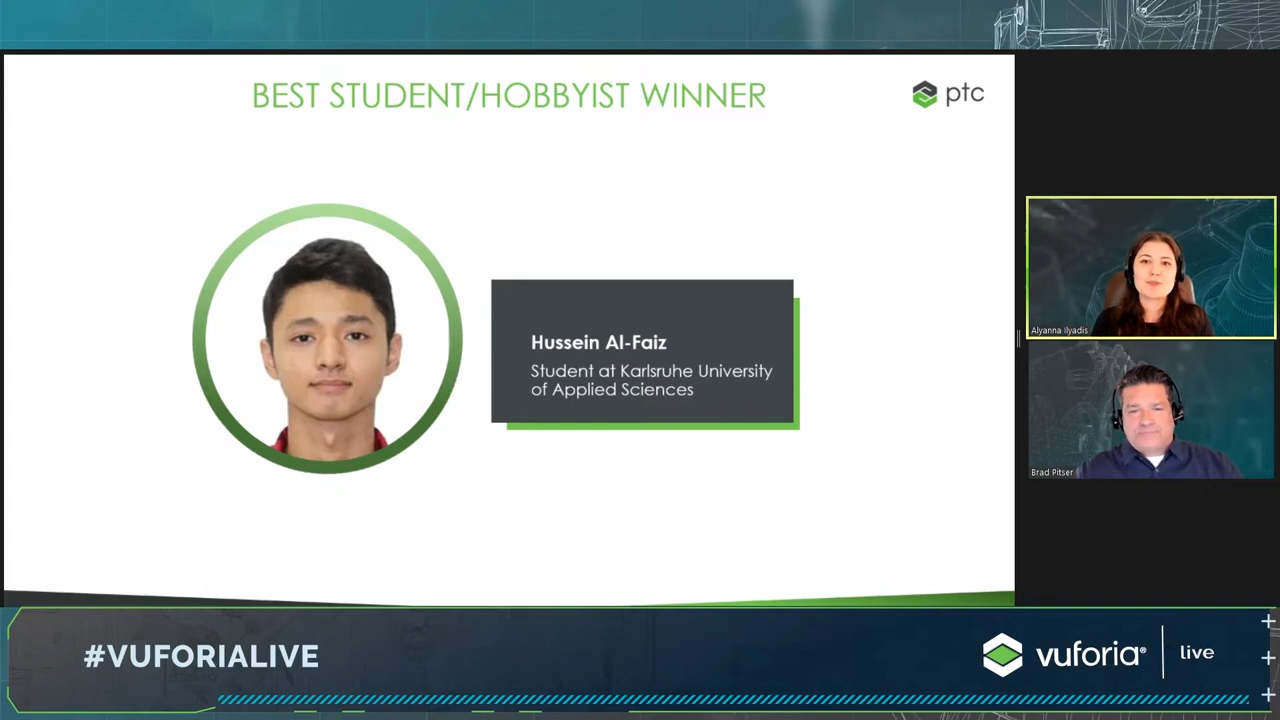 BEST STUDENT/HOBBYIST WINNER
ptc
Hussein Al-Faiz
Student at Karlsruhe University
of Applied Sciences
Alyanna Ilyadis
Brad Pitser
#VUFORIALIVE
vuforia® live